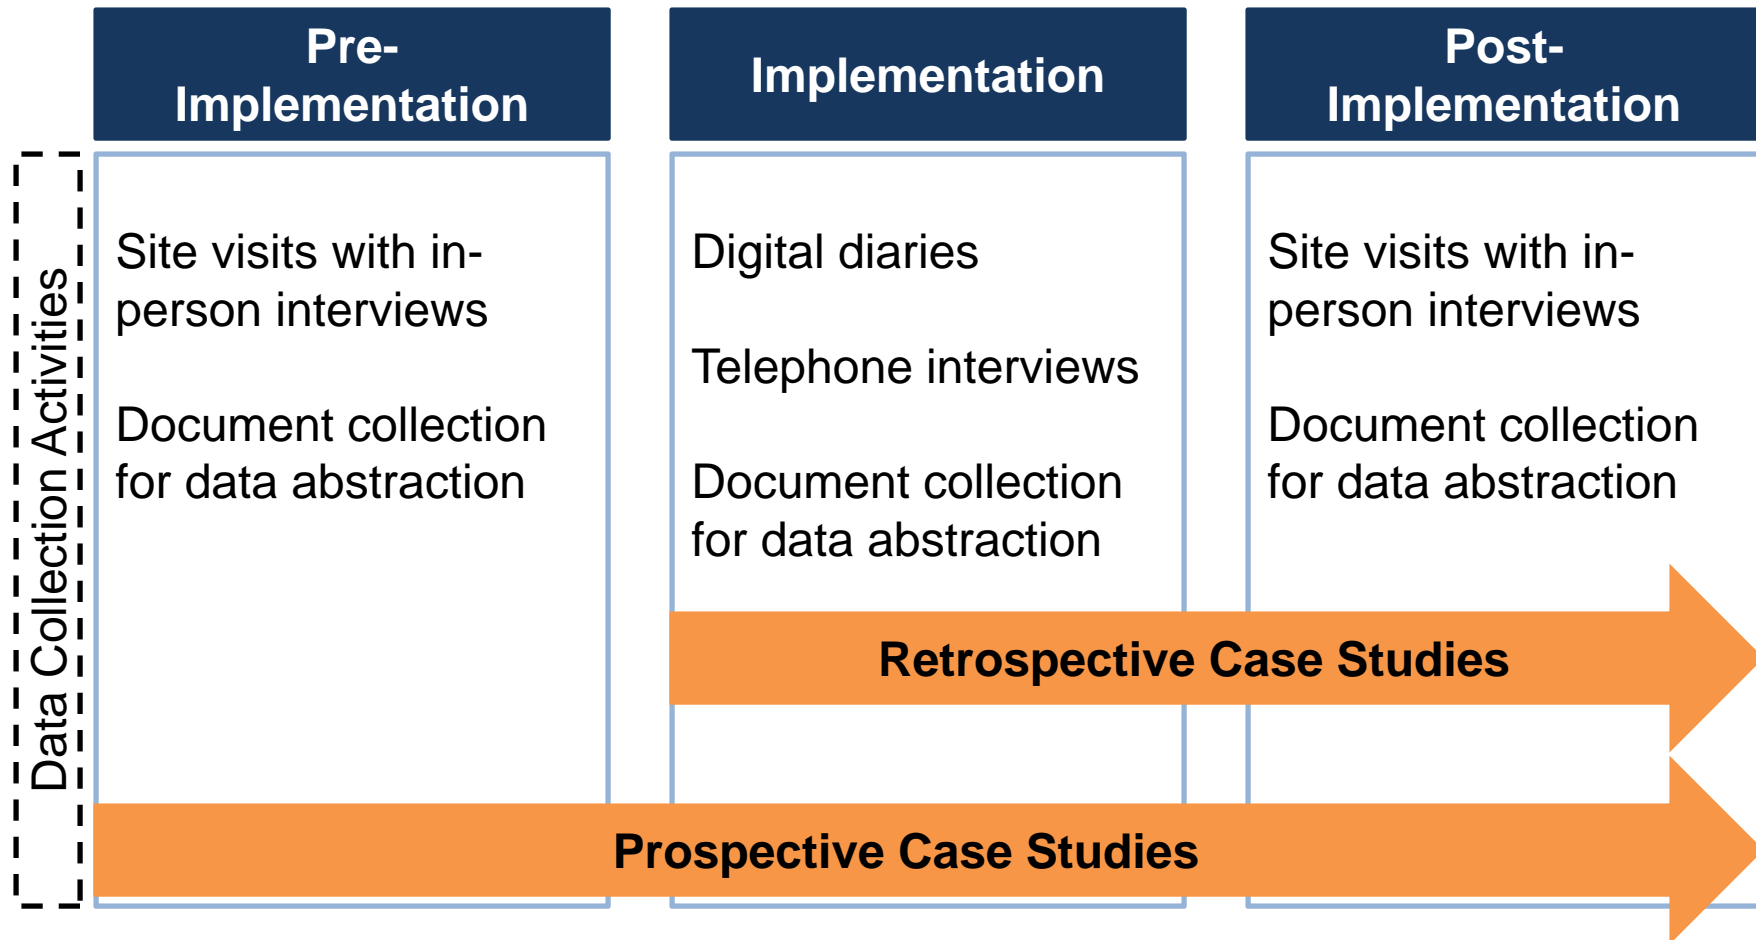 Pre-
Implementation
Implementation
Post-
Implementation
Data Collection Activities
Site visits with in-
person interviews
Document collection
for data abstraction
Digital diaries
Telephone interviews
Document collection
for data abstraction
Site visits with in-
person interviews
Document collection
for data abstraction
Retrospective Case Studies
Prospective Case Studies